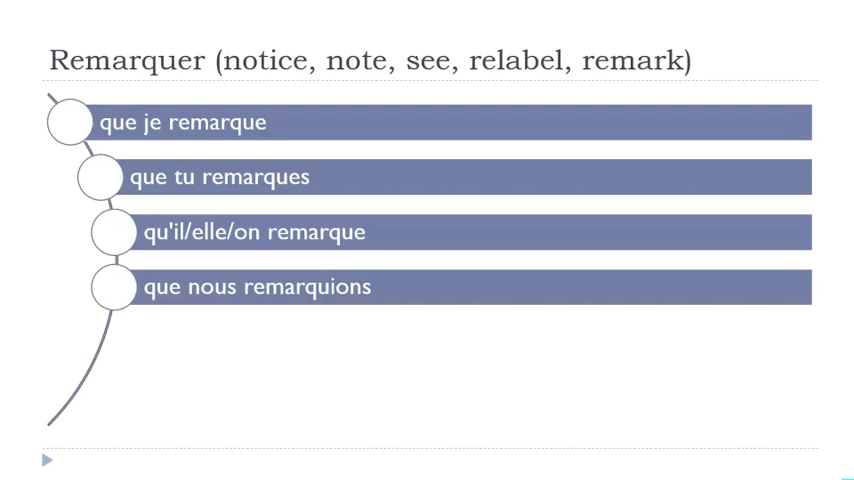 Remarquer (notice, note, see, relabel, remark)
que je remarque
que tu remarques
qu'il/elle/on remarque
que nous remarquions